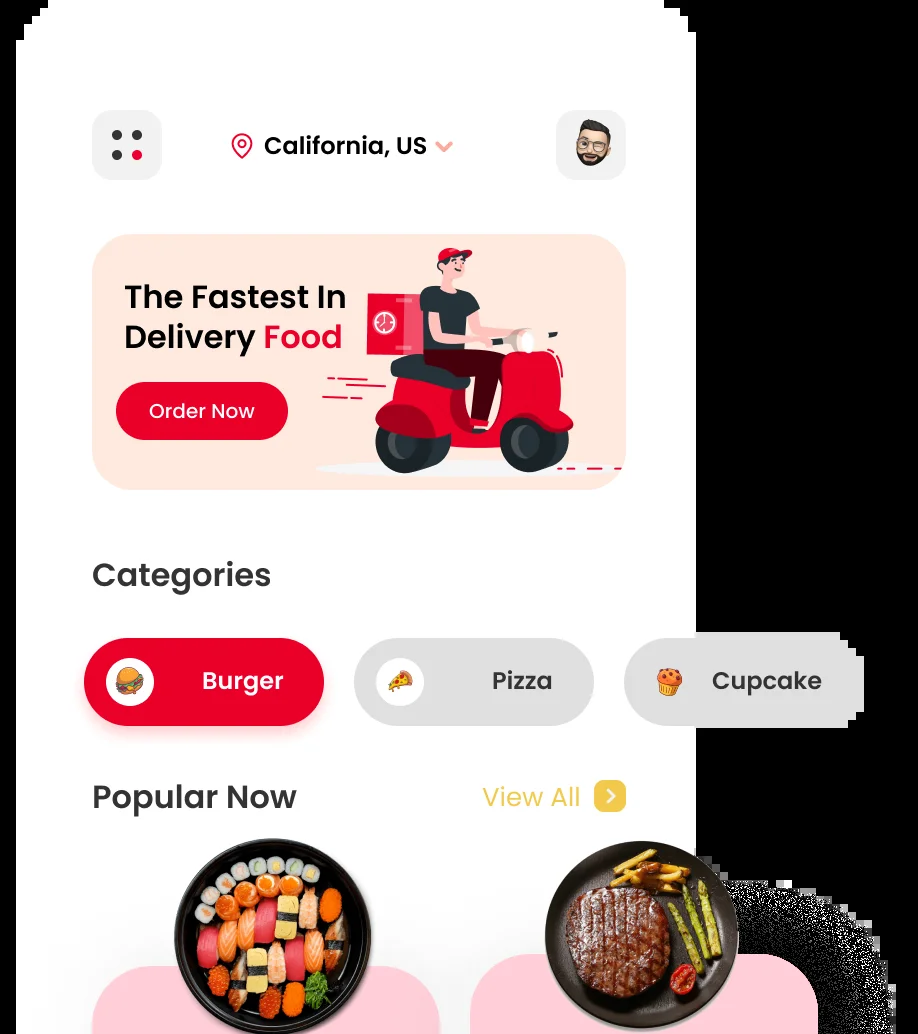 California, US
The Fastest In
Delivery Food
Order Now
Categories
Burger
Pizza
Cupcake
Popular Now
View All